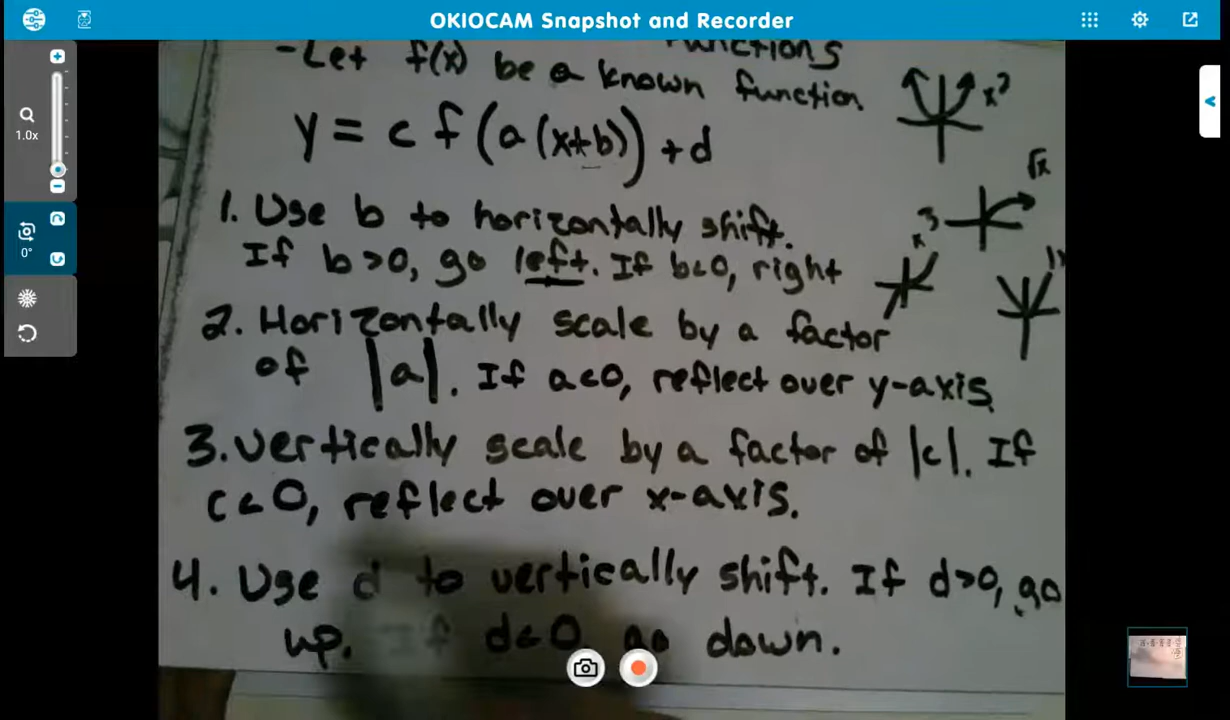 OKIOCAM Snapshot and Recorder
1.0x
0°
Functions
-Let f(x) be a known function.
y = c f(a(x+b)) + d
x²
√x
x³
1. Use b to horizontally shift.
If b>0, go left. If b<0, right
2. Horizontally scale by a factor
of |a|. If a<0, reflect over y-axis.
3. Vertically scale by a factor of |c|. If
c<0, reflect over x-axis.
4. Use d to vertically shift. If d>0, go
up. If d<0, go down.